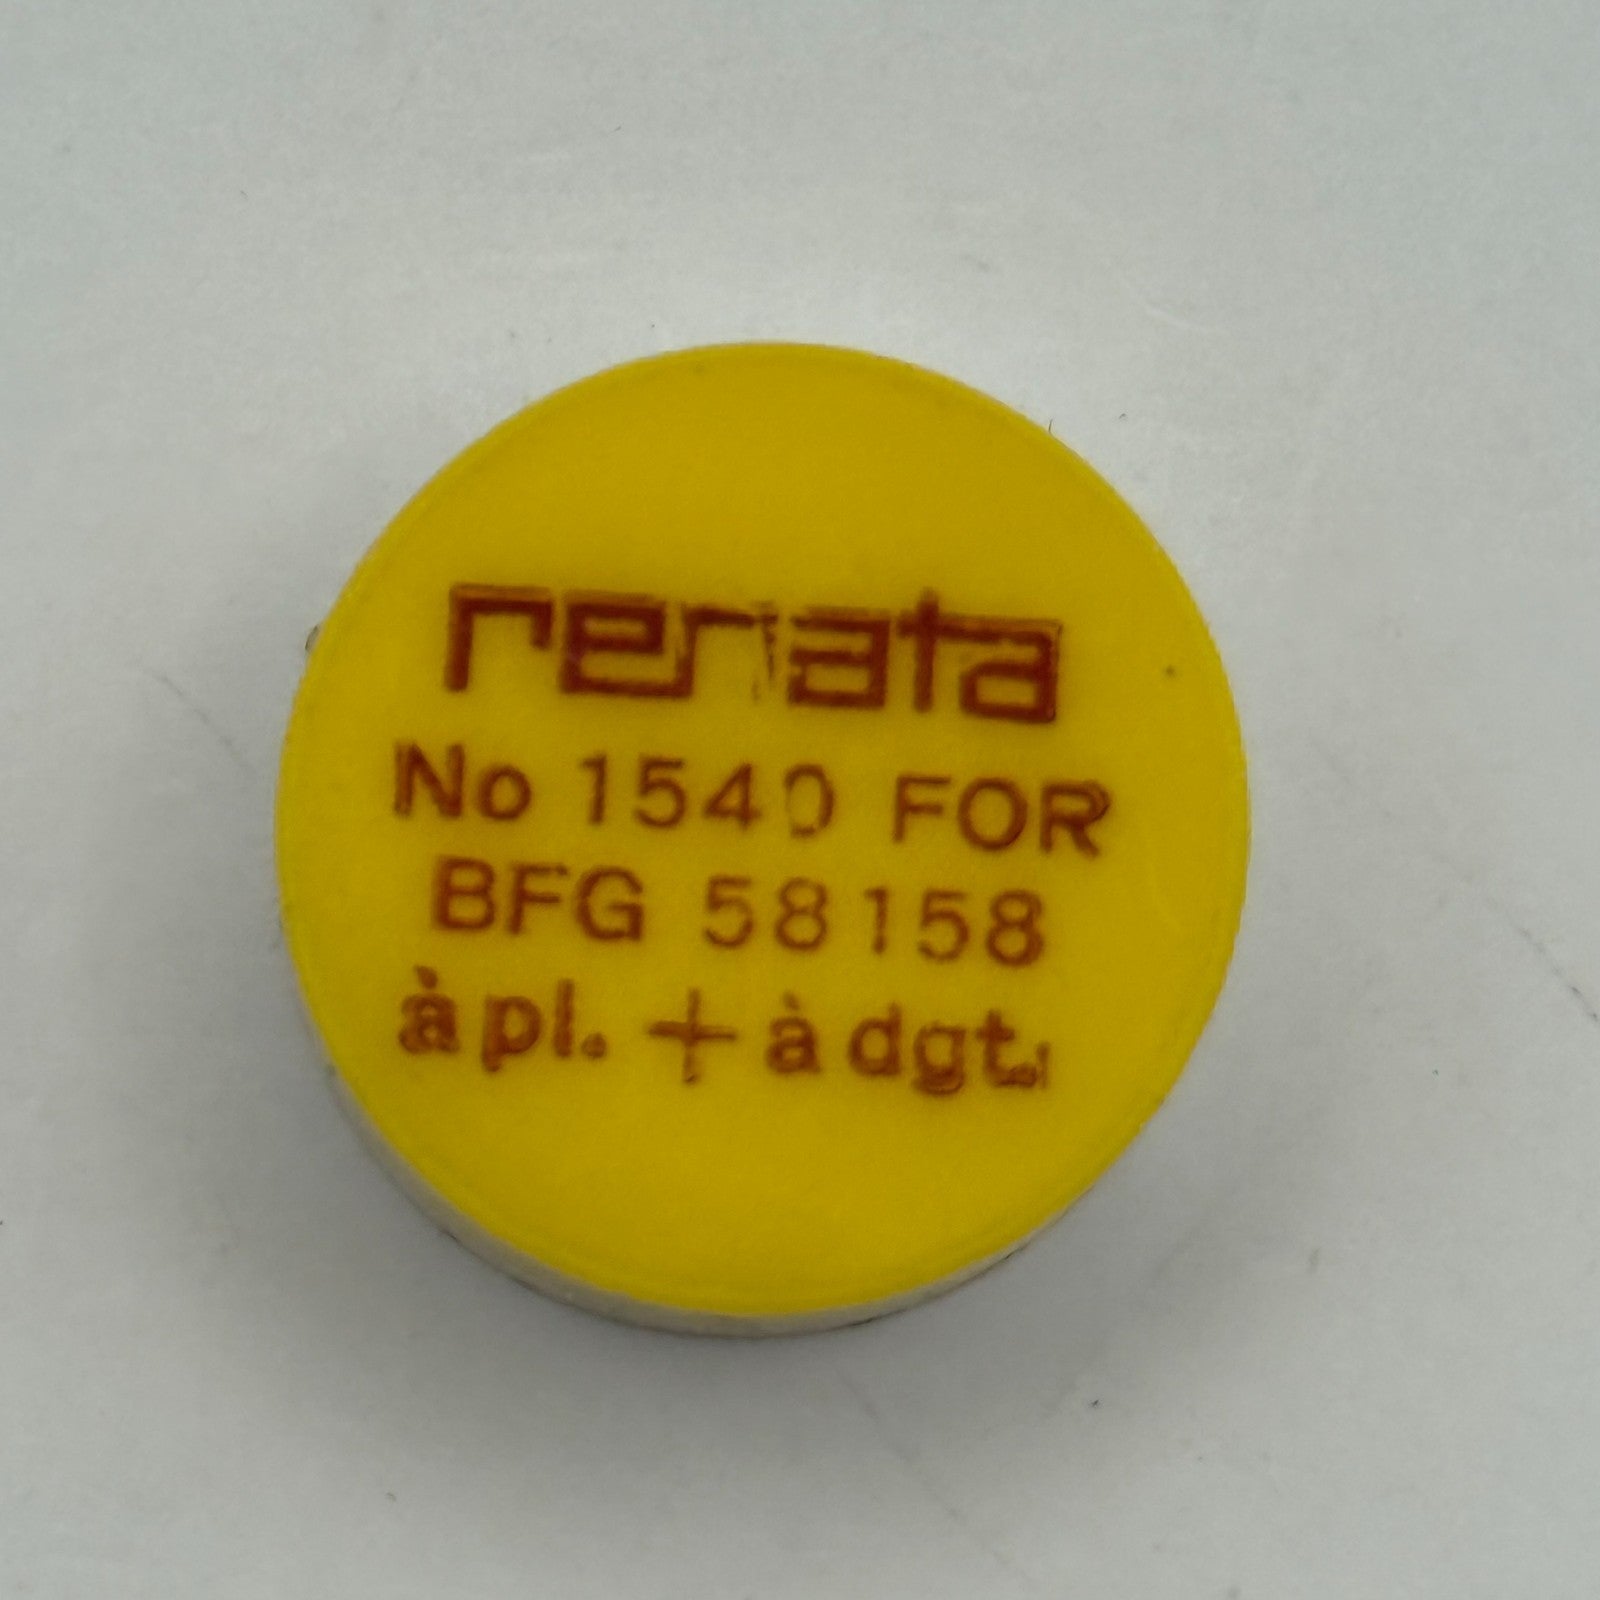 renata
No 1540 FOR
BFG 58158
à pl. + à dgt.